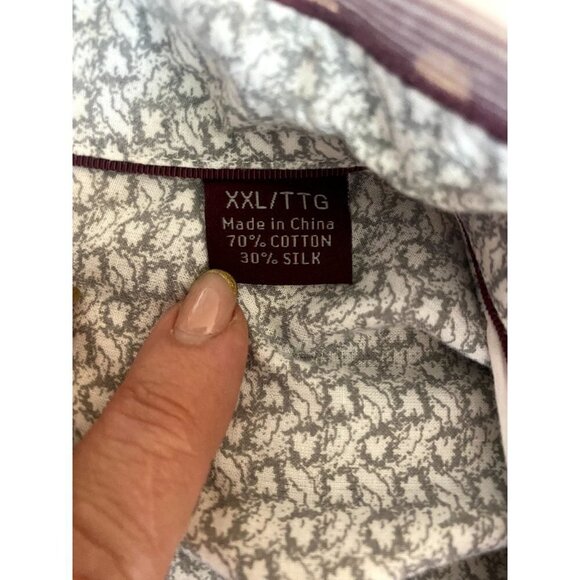 XXL/TTG
Made in China
70% COTTON
30% SILK